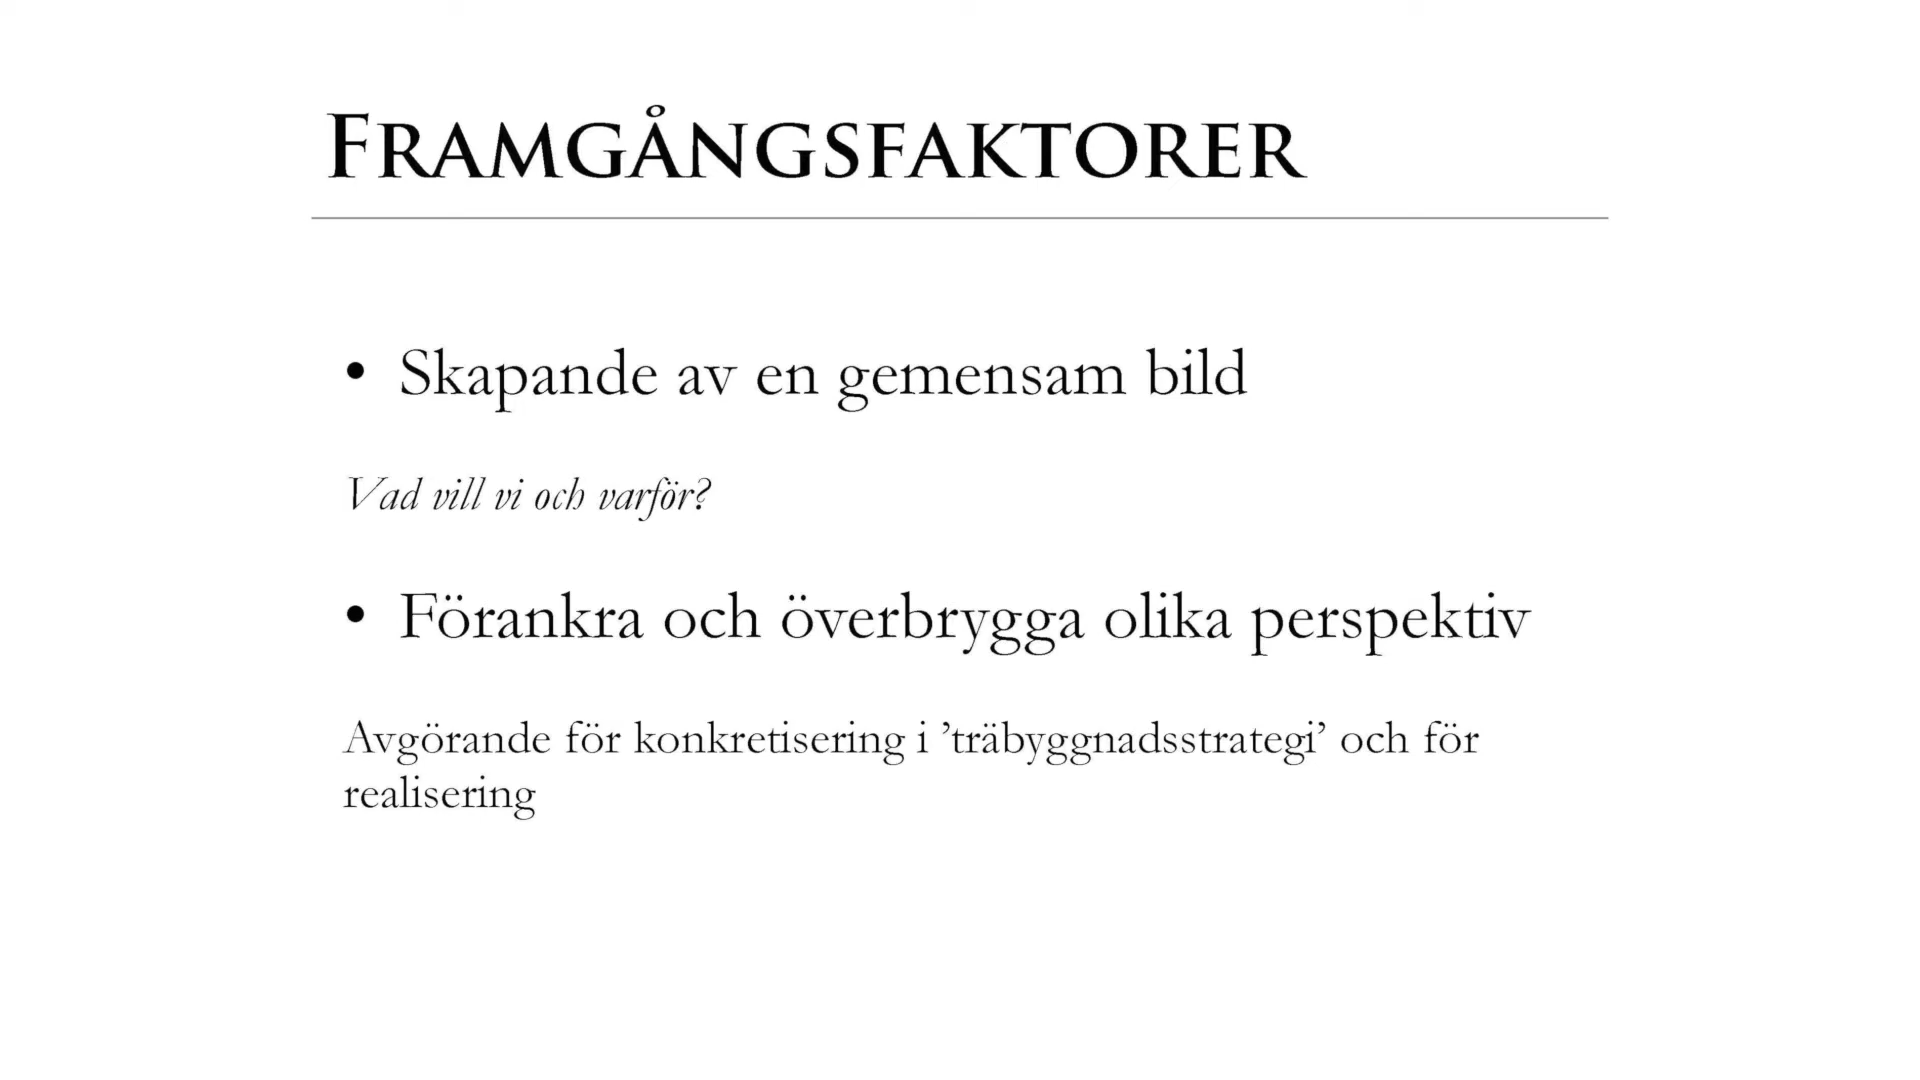 FRAMGÅNGSFAKTORER
• Skapande av en gemensam bild
Vad vill vi och varför?
• Förankra och överbrygga olika perspektiv
Avgörande för konkretisering i ’träbyggnadsstrategi’ och för
realisering